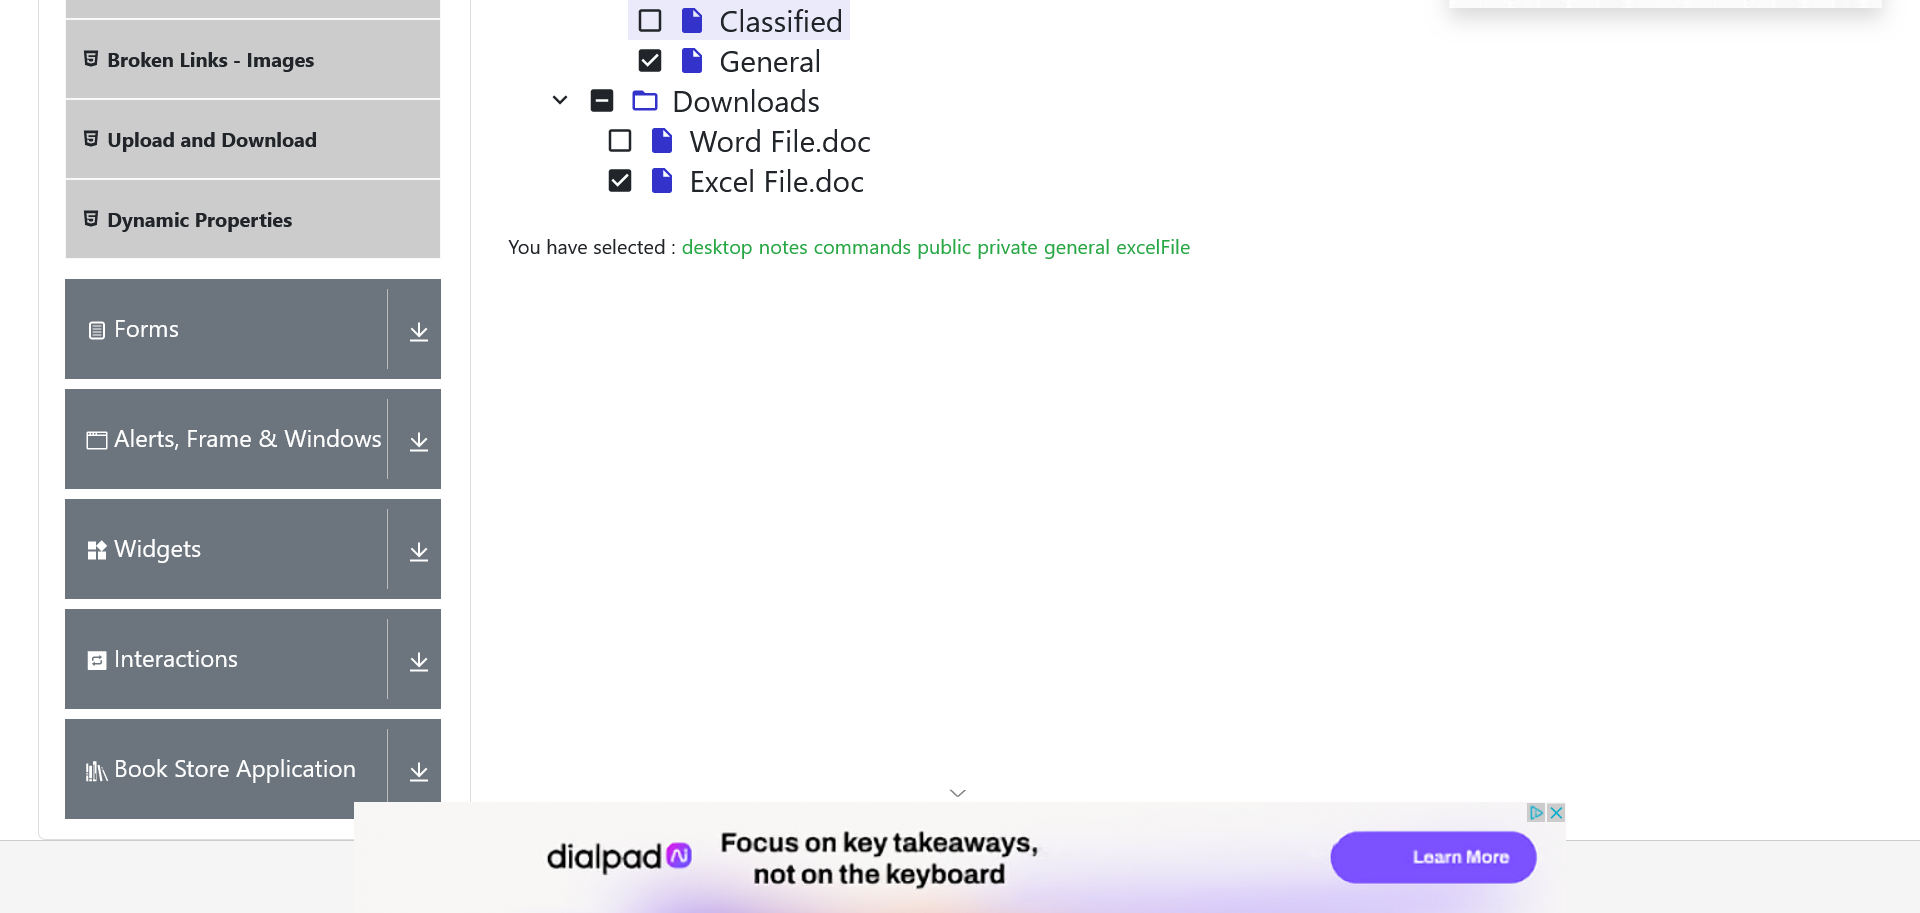 Classified
General
Downloads
Word File.doc
Excel File.doc
You have selected : desktop notes commands public private general excelFile
Broken Links - Images
Upload and Download
Dynamic Properties
Forms
Alerts, Frame & Windows
Widgets
Interactions
Book Store Application
dialpad Ai
Focus on key takeaways,
not on the keyboard
Learn More